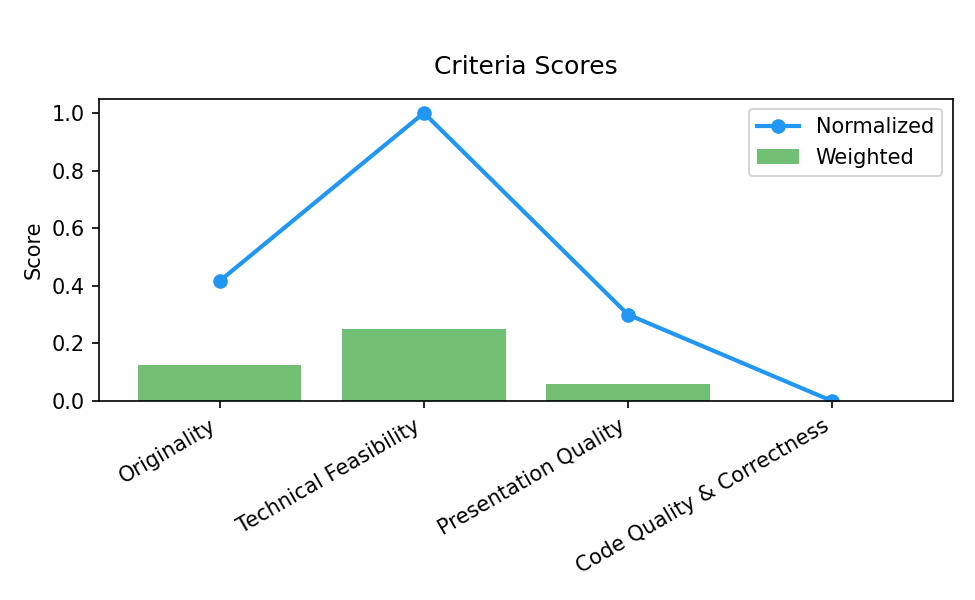 Criteria Scores
1.0
0.8
0.6
0.4
0.2
0.0
Score
Normalized
Weighted
Originality
Technical Feasibility
Presentation Quality
Code Quality & Correctness